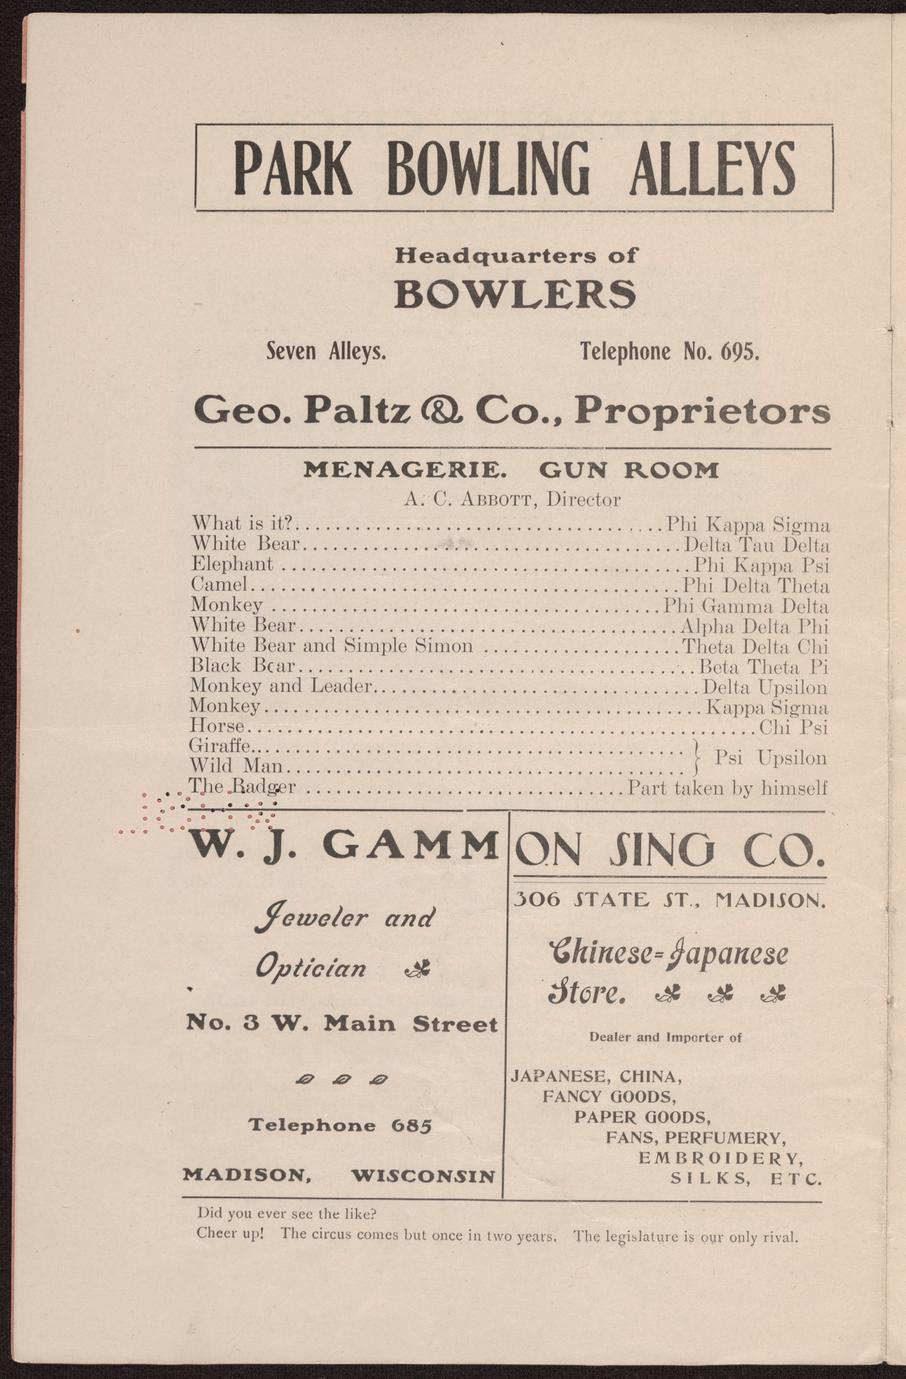 PARK BOWLING ALLEYS
Headquarters of
BOWLERS
Seven Alleys. Telephone No. 695.
Geo. Paltz & Co., Proprietors
MENAGERIE. GUN ROOM
A. C. ABBOTT, Director
What is it?......................................Phi Kappa Sigma
White Bear......................................Delta Tau Delta
Elephant ........................................Phi Kappa Psi
Camel...........................................Phi Delta Theta
Monkey .......................................Phi Gamma Delta
White Bear......................................Alpha Delta Phi
White Bear and Simple Simon ....................Theta Delta Chi
Black Bear........................................Beta Theta Pi
Monkey and Leader.................................Delta Upsilon
Monkey............................................Kappa Sigma
Horse...................................................Chi Psi
Giraffe...........................................
Wild Man........................................ } Psi Upsilon
The Badger ................................Part taken by himself
W. J. GAMM
Jeweler and
Optician
No. 3 W. Main Street
Telephone 685
MADISON, WISCONSIN
ON SING CO.
306 STATE ST., MADISON.
Chinese=Japanese
Store.
Dealer and Importer of
JAPANESE, CHINA,
FANCY GOODS,
PAPER GOODS,
FANS, PERFUMERY,
EMBROIDERY,
SILKS, ETC.
Did you ever see the like?
Cheer up! The circus comes but once in two years. The legislature is our only rival.